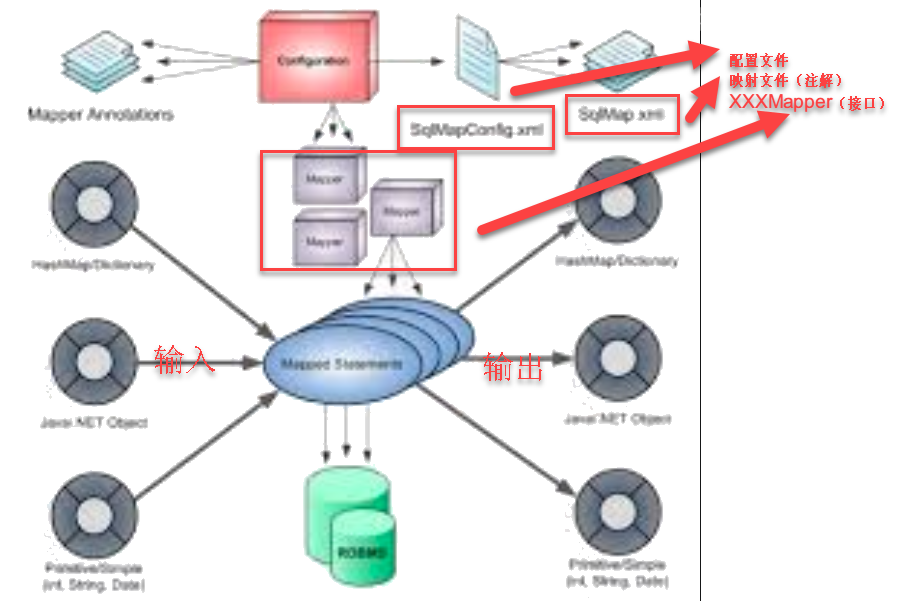 Configuration
Mapper Annotations
SqlMapConfig.xml
SqlMap.xml
配置文件
映射文件（注解）
XXXMapper（接口）
Mapper
Mapper
Mapper
HashMap/Dictionary
HashMap/Dictionary
输入
Mapped Statements
输出
Java/.NET Object
Java/.NET Object
RDBMS
Primitive/Simple
(int, String, Date)
Primitive/Simple
(int, String, Date)